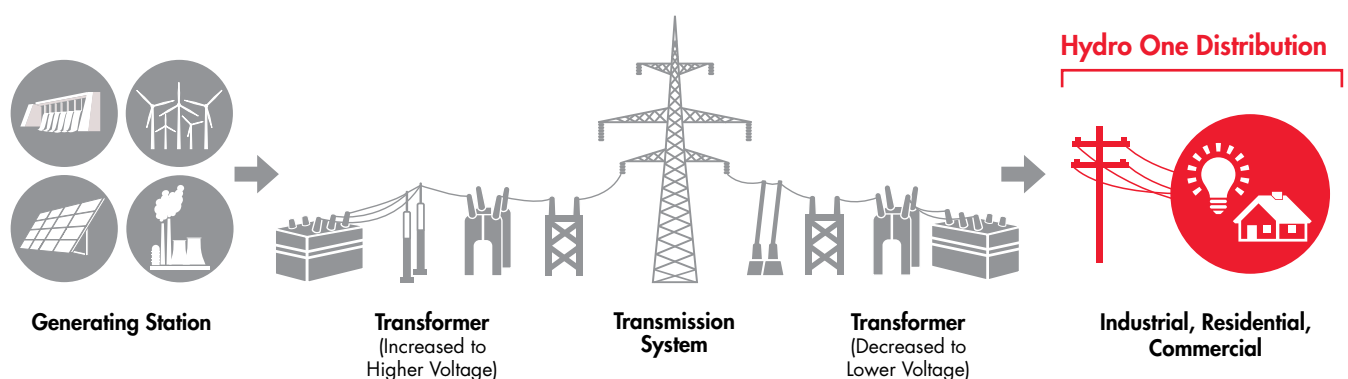 Hydro One Distribution
Generating Station
Transformer
(Increased to
Higher Voltage)
Transmission
System
Transformer
(Decreased to
Lower Voltage)
Industrial, Residential,
Commercial